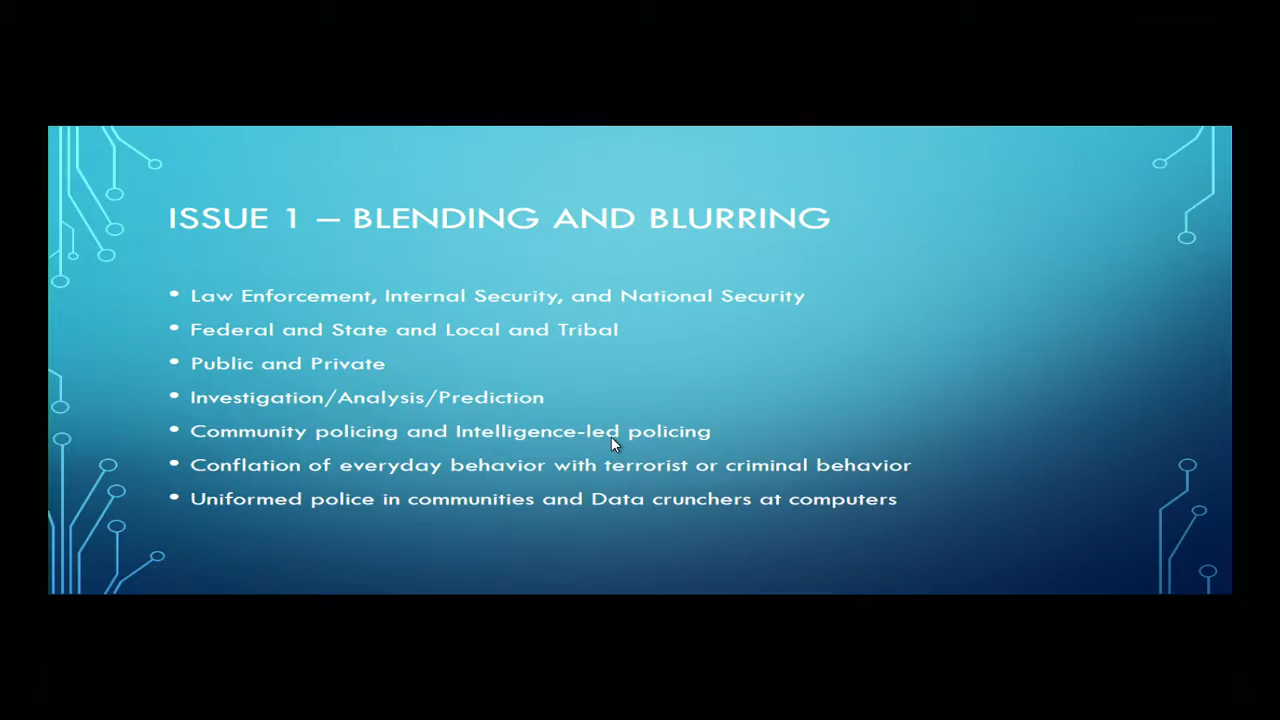 ISSUE 1 – BLENDING AND BLURRING
• Law Enforcement, Internal Security, and National Security
• Federal and State and Local and Tribal
• Public and Private
• Investigation/Analysis/Prediction
• Community policing and Intelligence-led policing
• Conflation of everyday behavior with terrorist or criminal behavior
• Uniformed police in communities and Data crunchers at computers